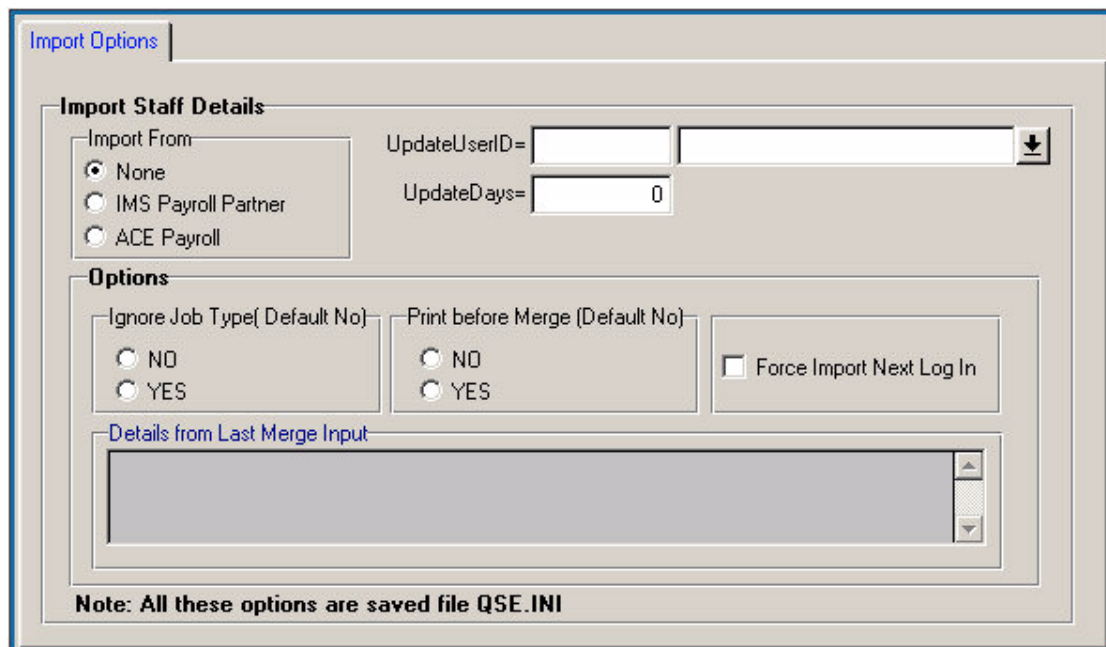 Import Options
Import Staff Details
Import From
None
IMS Payroll Partner
ACE Payroll
UpdateUserID=
UpdateDays= 0
Options
Ignore Job Type( Default No)
NO
YES
Print before Merge (Default No)
NO
YES
Force Import Next Log In
Details from Last Merge Input
Note: All these options are saved file QSE.INI